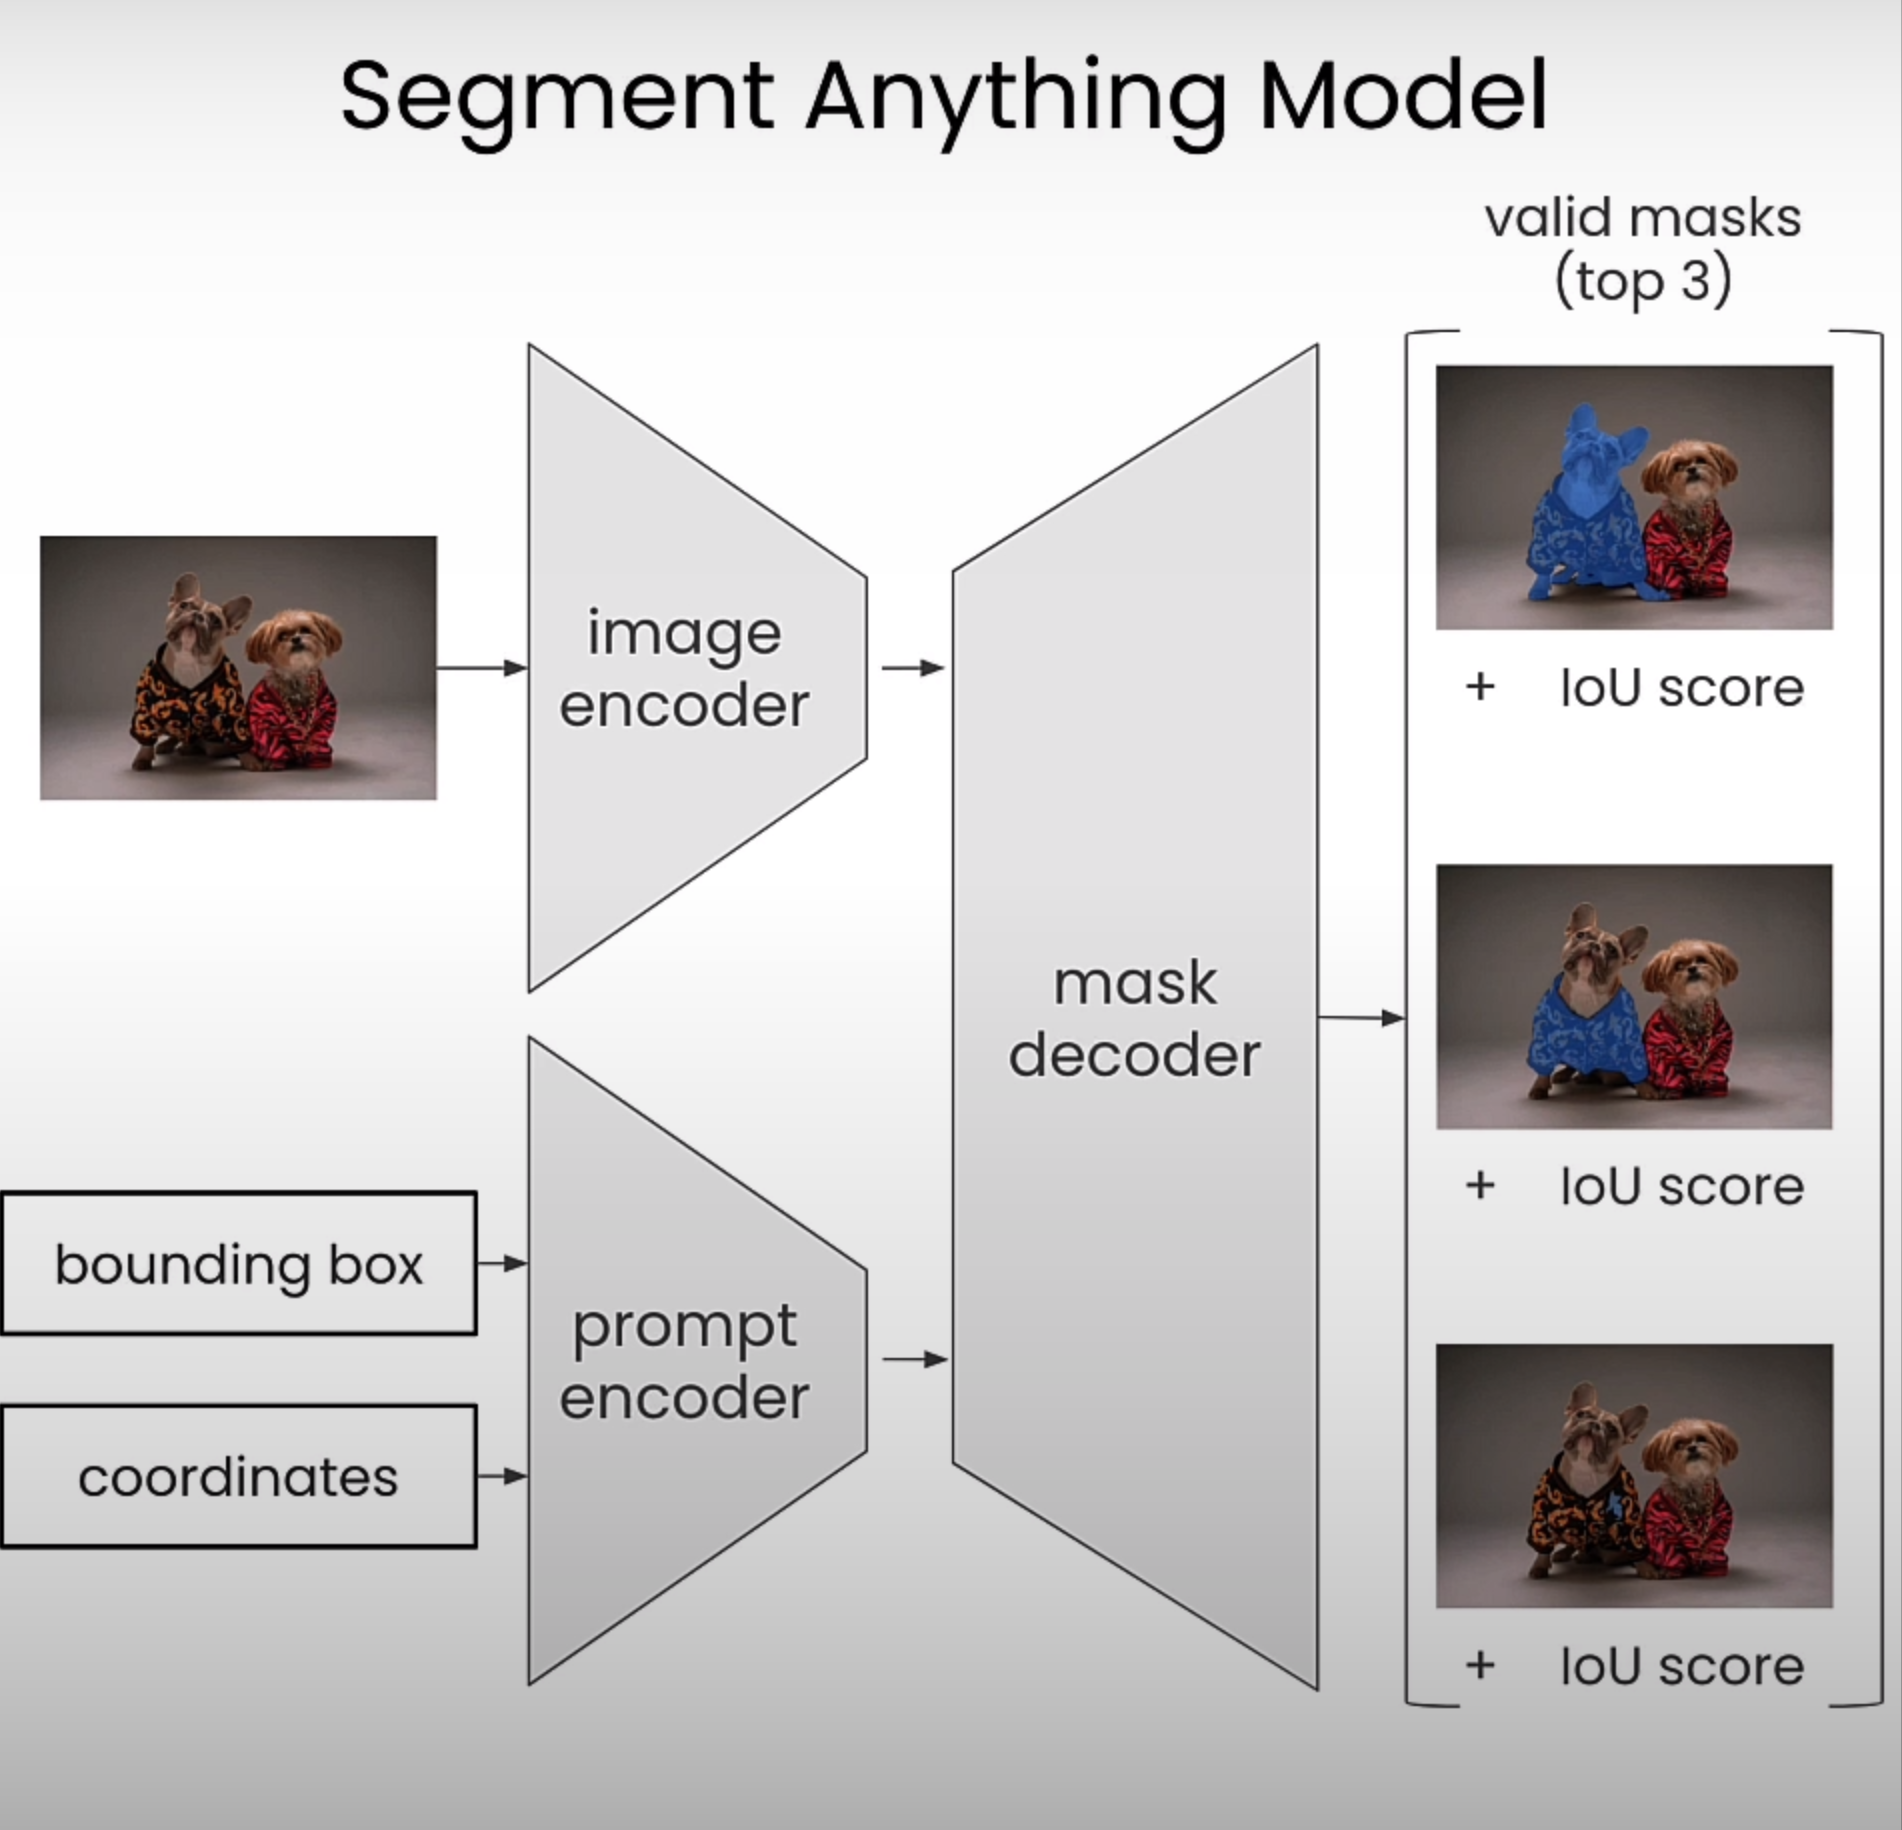 Segment Anything Model
valid masks
(top 3)
image
encoder
+ IoU score
mask
decoder
+ IoU score
bounding box
prompt
encoder
coordinates
+ IoU score